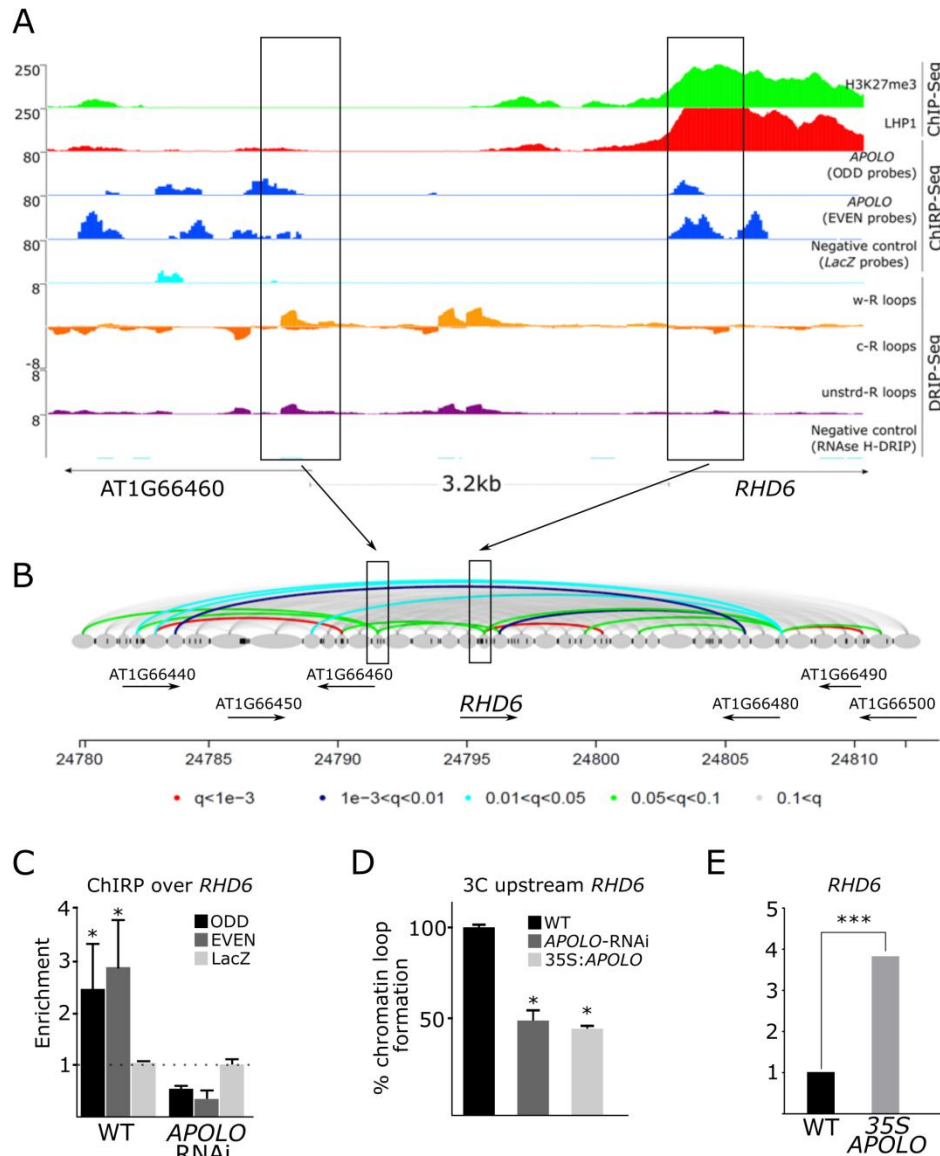 A
250
H3K27me3
250
LHP1
ChIP-Seq
80
APOLO
(ODD probes)
80
APOLO
(EVEN probes)
80
Negative control
(LacZ probes)
ChIRP-Seq
8
w-R loops
c-R loops
-8
8
unstrd-R loops
8
Negative control
(RNAse H-DRIP)
DRIP-Seq
AT1G66460
3.2kb
RHD6
B
AT1G66440
AT1G66460
AT1G66490
AT1G66450
RHD6
AT1G66480
AT1G66500
24780 24785 24790 24795 24800 24805 24810
q<1e-3 1e-3<q<0.01 0.01<q<0.05 0.05<q<0.1 0.1<q
C
ChIRP over RHD6
4
3
2
1
Enrichment
* *
ODD
EVEN
LacZ
WT APOLO
RNAi
D
3C upstream RHD6
100
50
% chromatin loop
formation
WT
APOLO-RNAi
35S:APOLO
* *
E
RHD6
5
4
3
2
1
***
WT 35S
APOLO